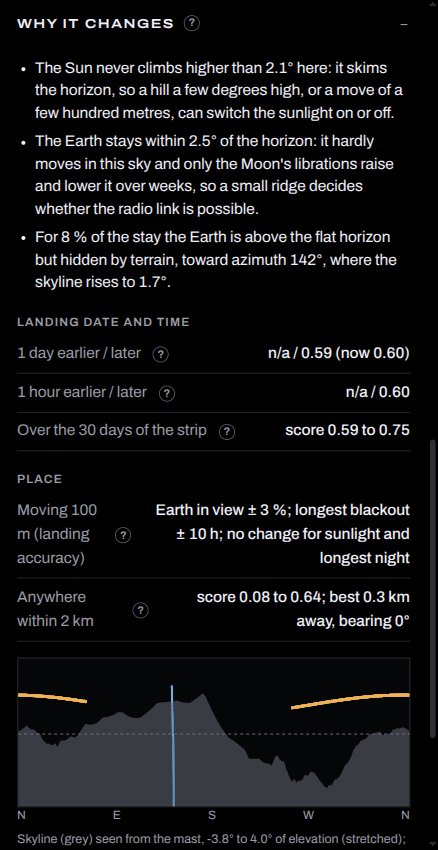 WHY IT CHANGES ? –
• The Sun never climbs higher than 2.1° here: it skims
the horizon, so a hill a few degrees high, or a move of a
few hundred metres, can switch the sunlight on or off.
• The Earth stays within 2.5° of the horizon: it hardly
moves in this sky and only the Moon's librations raise
and lower it over weeks, so a small ridge decides
whether the radio link is possible.
• For 8 % of the stay the Earth is above the flat horizon
but hidden by terrain, toward azimuth 142°, where the
skyline rises to 1.7°.
LANDING DATE AND TIME
1 day earlier / later ? n/a / 0.59 (now 0.60)
1 hour earlier / later ? n/a / 0.60
Over the 30 days of the strip ? score 0.59 to 0.75
PLACE
Moving 100 Earth in view ± 3 %; longest blackout
m (landing ? ± 10 h; no change for sunlight and
accuracy) longest night
Anywhere score 0.08 to 0.64; best 0.3 km
within 2 km ? away, bearing 0°
N E S W N
Skyline (grey) seen from the mast, -3.8° to 4.0° of elevation (stretched);